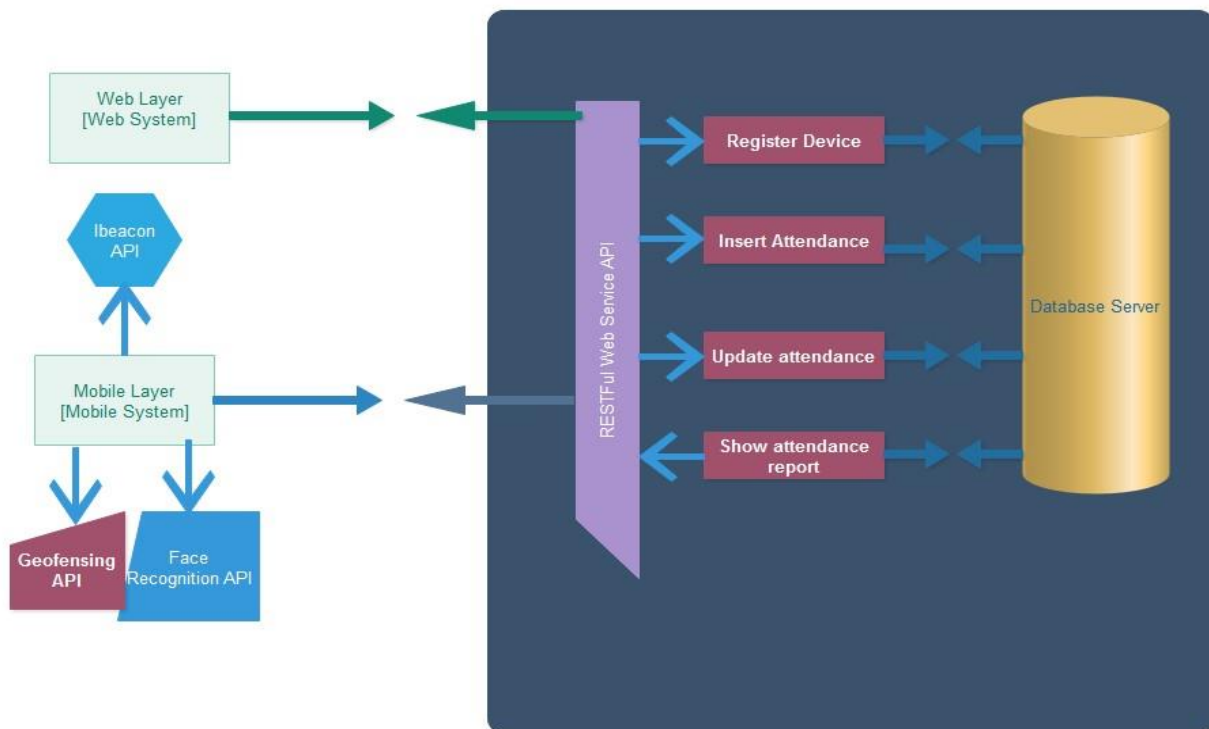 Web Layer
[Web System]
Ibeacon
API
Mobile Layer
[Mobile System]
Geofensing
API
Face
Recognition API
RESTFul Web Service API
Register Device
Insert Attendance
Update attendance
Show attendance
report
Database Server